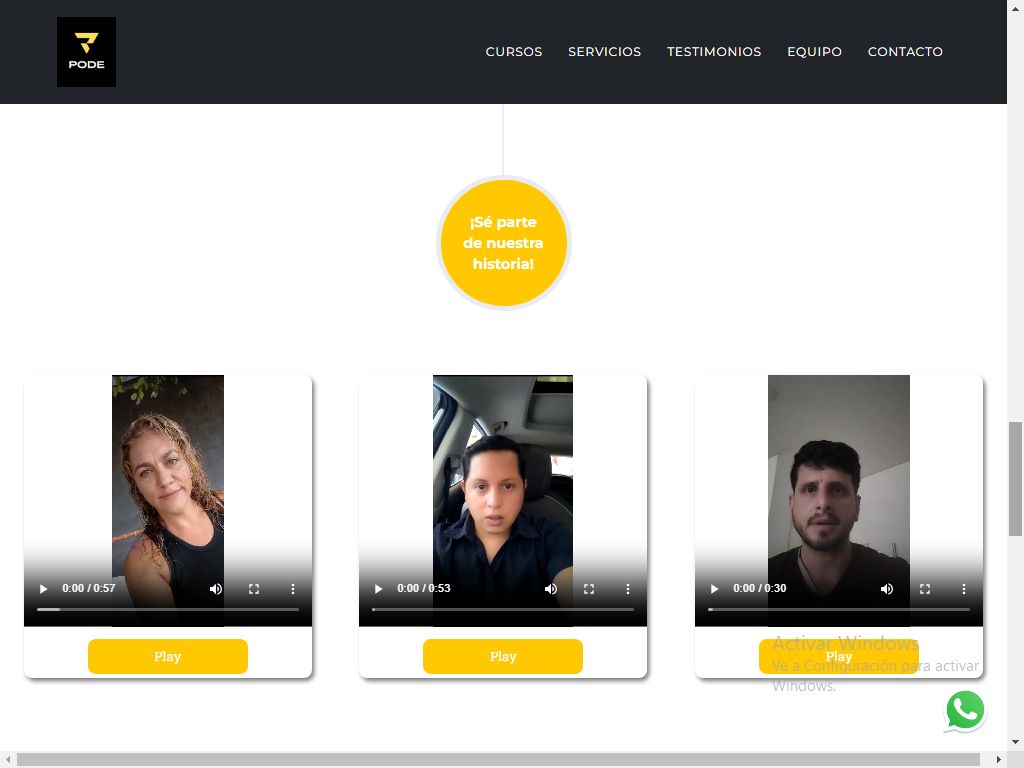 PODE
CURSOS SERVICIOS TESTIMONIOS EQUIPO CONTACTO
¡Sé parte
de nuestra
historia!
0:00 / 0:57
0:00 / 0:53
0:00 / 0:30
Play
Play
Play
Activar Windows
Ve a Configuración para activar
Windows.